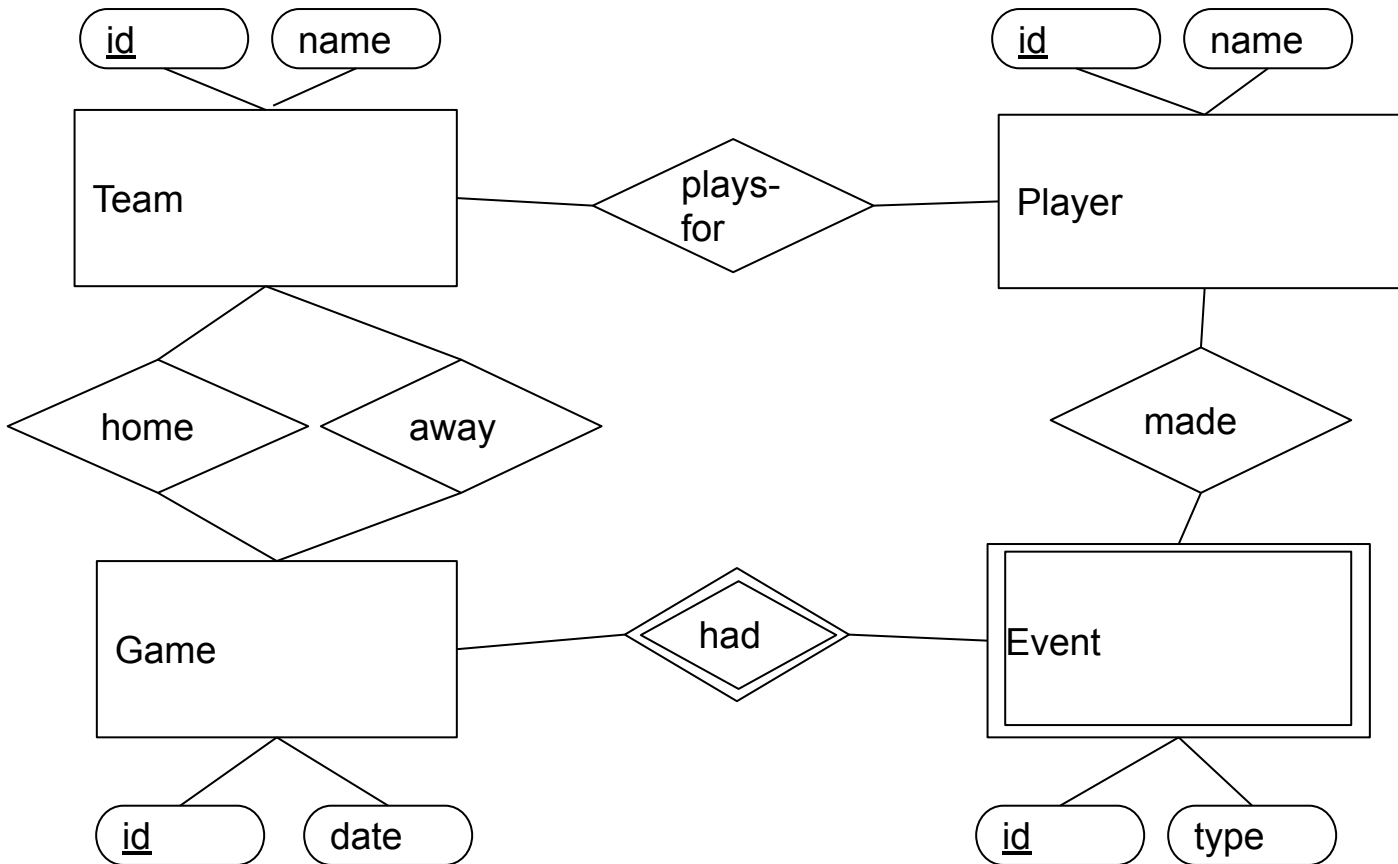 id
name
id
name
Team
plays-
for
Player
home
away
made
Game
had
Event
id
date
id
type